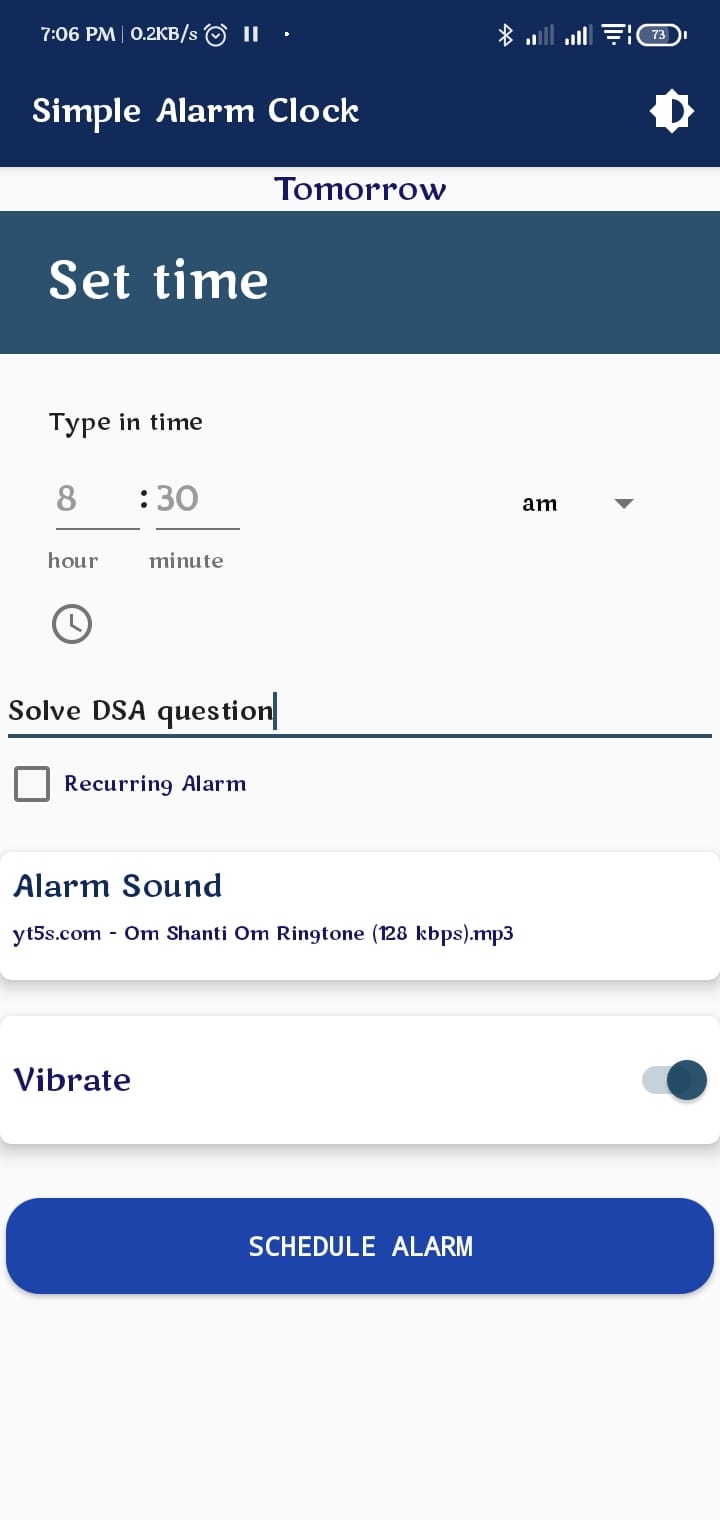 7:06 PM | 0.2KB/s 73
Simple Alarm Clock
Tomorrow
Set time
Type in time
8 : 30 am
hour minute
Solve DSA question
Recurring Alarm
Alarm Sound
yt5s.com - Om Shanti Om Ringtone (128 kbps).mp3
Vibrate
SCHEDULE ALARM